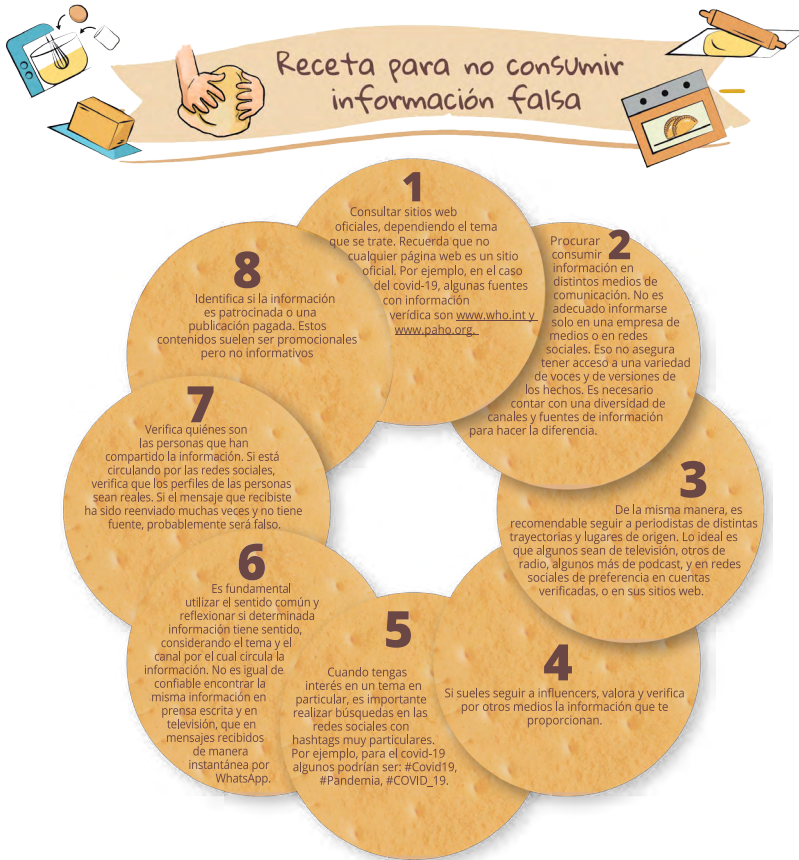 Receta para no consumir
información falsa
1
Consultar sitios web
oficiales, dependiendo el tema
que se trate. Recuerda que no
cualquier página web es un sitio
oficial. Por ejemplo, en el caso
del covid-19, algunas fuentes
con información
verídica son www.who.int y
www.paho.org.
2
Procurar
consumir
información en
distintos medios de
comunicación. No es
adecuado informarse
solo en una empresa de
medios o en redes
sociales. Eso no asegura
tener acceso a una variedad
de voces y de versiones de
los hechos. Es necesario
contar con una diversidad de
canales y fuentes de información
para hacer la diferencia.
3
De la misma manera, es
recomendable seguir a periodistas de distintas
trayectorias y lugares de origen. Lo ideal es
que algunos sean de televisión, otros de
radio, algunos más de podcast, y en redes
sociales de preferencia en cuentas
verificadas, o en sus sitios web.
4
Si sueles seguir a influencers, valora y verifica
por otros medios la información que te
proporcionan.
5
Cuando tengas
interés en un tema en
particular, es importante
realizar búsquedas en las
redes sociales con
hashtags muy particulares.
Por ejemplo, para el covid-19
algunos podrían ser: #Covid19,
#Pandemia, #COVID_19.
6
Es fundamental
utilizar el sentido común y
reflexionar si determinada
información tiene sentido,
considerando el tema y el
canal por el cual circula la
información. No es igual de
confiable encontrar la
misma información en
prensa escrita y en
televisión, que en
mensajes recibidos
de manera
instantánea por
WhatsApp.
7
Verifica quiénes son
las personas que han
compartido la información. Si está
circulando por las redes sociales,
verifica que los perfiles de las personas
sean reales. Si el mensaje que recibiste
ha sido reenviado muchas veces y no tiene
fuente, probablemente será falso.
8
Identifica si la información
es patrocinada o una
publicación pagada. Estos
contenidos suelen ser promocionales
pero no informativos